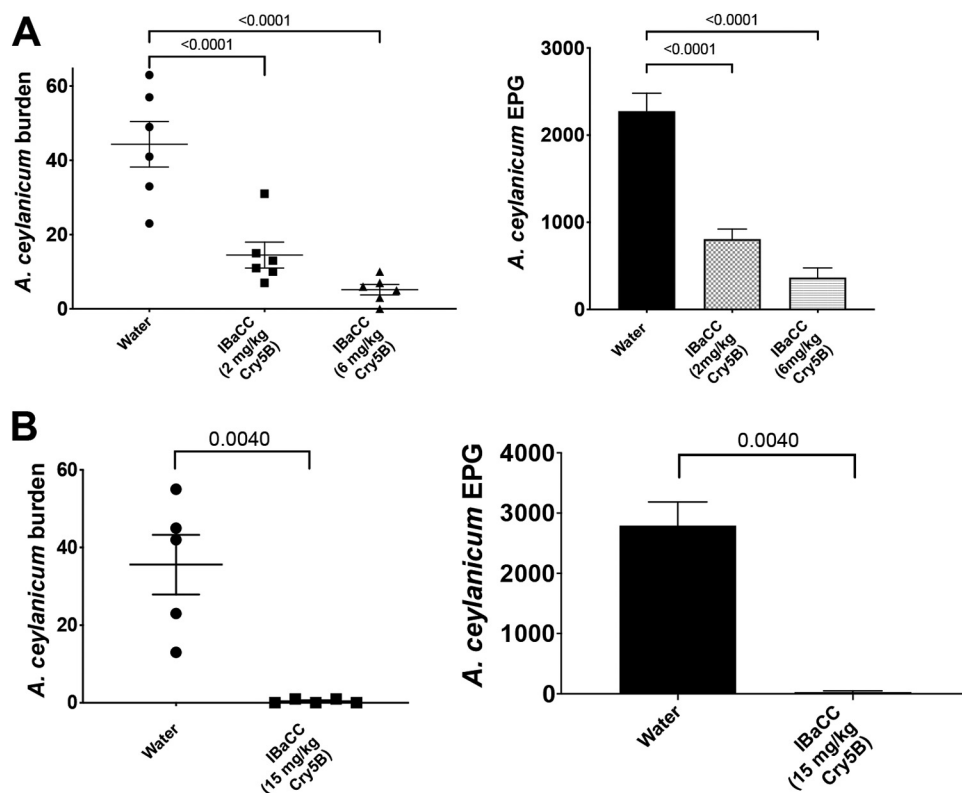 A
<0.0001
<0.0001
A. ceylanicum burden
60
40
20
0
Water
IBaCC
(2 mg/kg
Cry5B)
IBaCC
(6 mg/kg
Cry5B)
<0.0001
<0.0001
A. ceylanicum EPG
3000
2000
1000
0
Water
IBaCC
(2mg/kg
Cry5B)
IBaCC
(6mg/kg
Cry5B)
B
0.0040
A. ceylanicum burden
60
40
20
0
Water
IBaCC
(15 mg/kg
Cry5B)
0.0040
A. ceylanicum EPG
4000
3000
2000
1000
0
Water
IBaCC
(15 mg/kg
Cry5B)